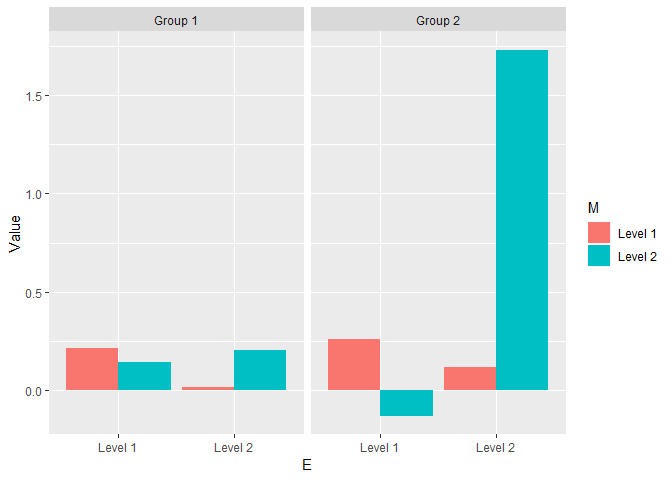 Group 1
Group 2
Value
1.5
1.0
0.5
0.0
Level 1
Level 2
Level 1
Level 2
E
M
Level 1
Level 2